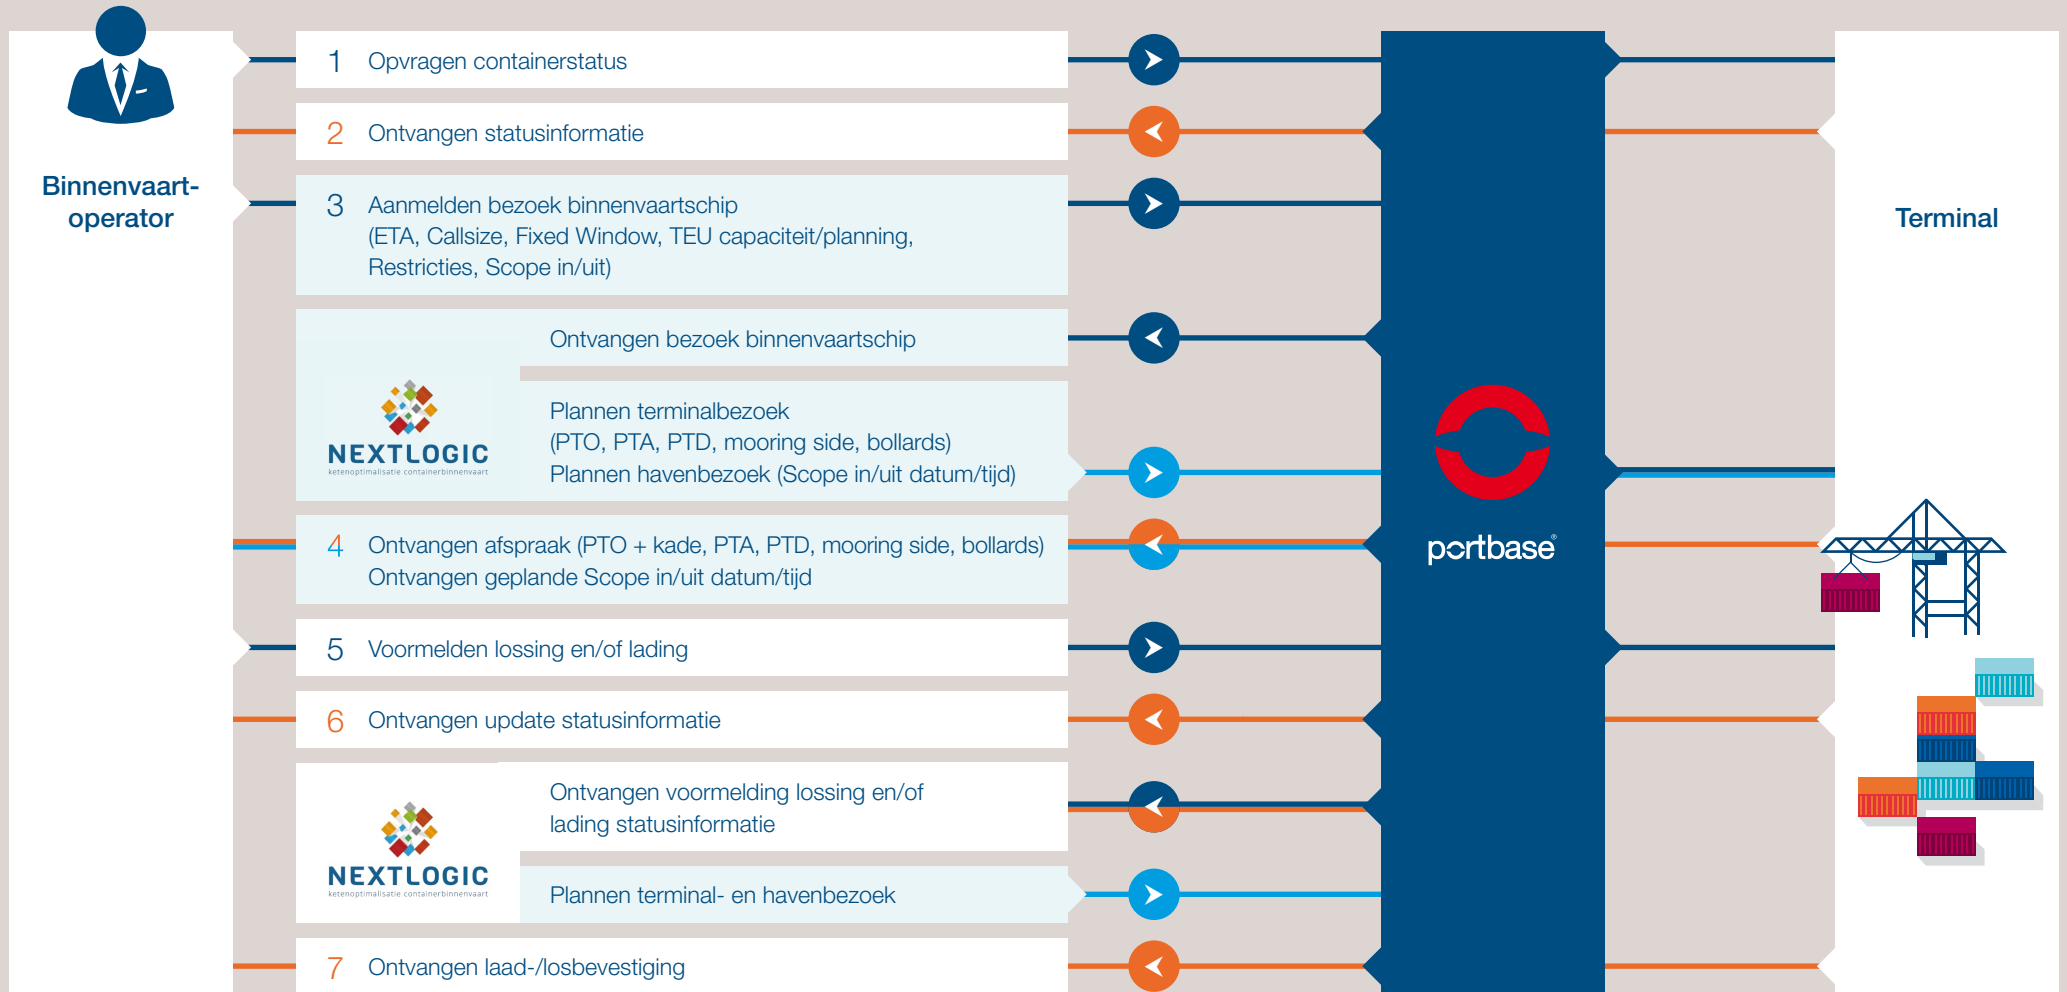 Binnenvaart-
operator
1 Opvragen containerstatus
2 Ontvangen statusinformatie
3 Aanmelden bezoek binnenvaartschip
(ETA, Callsize, Fixed Window, TEU capaciteit/planning,
Restricties, Scope in/uit)
NEXTLOGIC
ketenoptimalisatie containerbinnenvaart
Ontvangen bezoek binnenvaartschip
Plannen terminalbezoek
(PTO, PTA, PTD, mooring side, bollards)
Plannen havenbezoek (Scope in/uit datum/tijd)
4 Ontvangen afspraak (PTO + kade, PTA, PTD, mooring side, bollards)
Ontvangen geplande Scope in/uit datum/tijd
5 Voormelden lossing en/of lading
6 Ontvangen update statusinformatie
NEXTLOGIC
ketenoptimalisatie containerbinnenvaart
Ontvangen voormelding lossing en/of
lading statusinformatie
Plannen terminal- en havenbezoek
7 Ontvangen laad-/losbevestiging
portbase®
Terminal